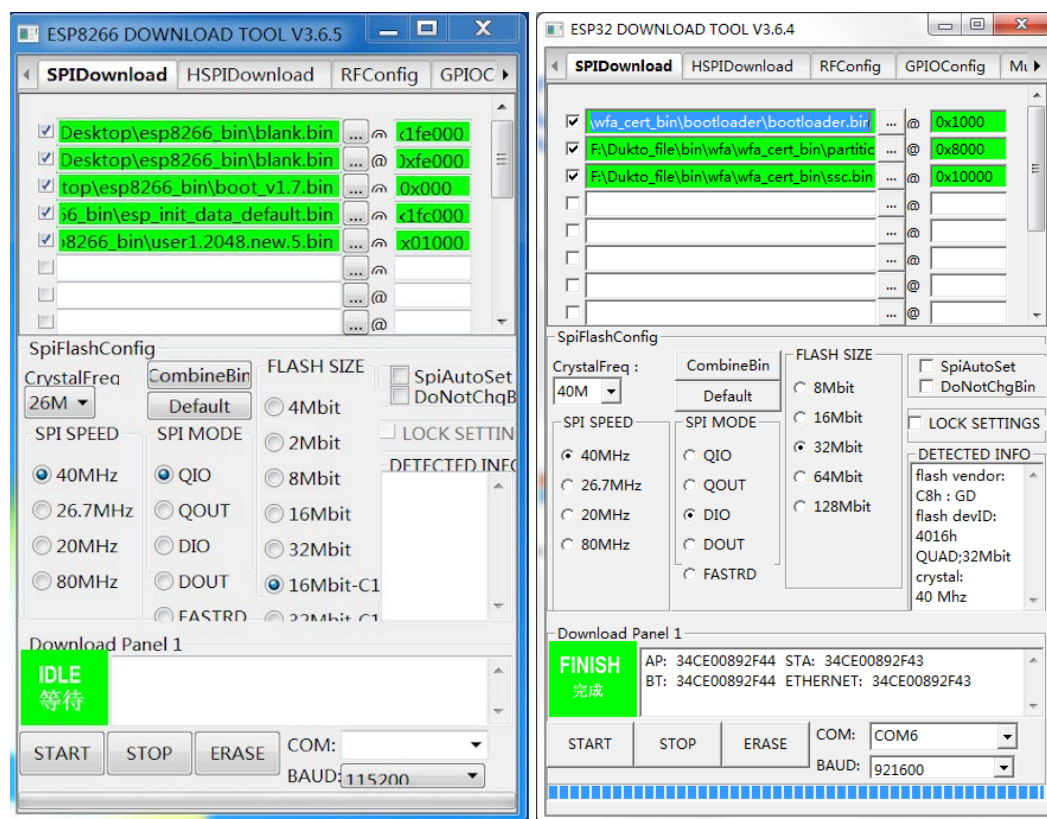 ESP8266 DOWNLOAD TOOL V3.6.5
SPIDownload HSPIDownload RFConfig GPIOC
Desktop\esp8266_bin\blank.bin ... @ x1fe000
Desktop\esp8266_bin\blank.bin ... @ 0xfe000
top\esp8266_bin\boot_v1.7.bin ... @ 0x000
56_bin\esp_init_data_default.bin ... @ x1fc000
p8266_bin\user1.2048.new.5.bin ... @ x01000
... @
... @
... @
SpiFlashConfig
CrystalFreq
26M
CombineBin
Default
SPI SPEED
40MHz
26.7MHz
20MHz
80MHz
SPI MODE
QIO
QOUT
DIO
DOUT
FASTRD
FLASH SIZE
4Mbit
2Mbit
8Mbit
16Mbit
32Mbit
16Mbit-C1
32Mbit-C1
SpiAutoSet
DoNotChgB
LOCK SETTIN
DETECTED INFO
Download Panel 1
IDLE
等待
START STOP ERASE
COM:
BAUD: 115200
ESP32 DOWNLOAD TOOL V3.6.4
SPIDownload HSPIDownload RFConfig GPIOConfig Mu
\wfa_cert_bin\bootloader\bootloader.bin ... @ 0x1000
F:\Dukto_file\bin\wfa\wfa_cert_bin\partitic ... @ 0x8000
F:\Dukto_file\bin\wfa\wfa_cert_bin\ssc.bin ... @ 0x10000
... @
... @
... @
... @
... @
SpiFlashConfig
CrystalFreq :
40M
CombineBin
Default
SPI SPEED
40MHz
26.7MHz
20MHz
80MHz
SPI MODE
QIO
QOUT
DIO
DOUT
FASTRD
FLASH SIZE
8Mbit
16Mbit
32Mbit
64Mbit
128Mbit
SpiAutoSet
DoNotChgBin
LOCK SETTINGS
DETECTED INFO
flash vendor:
C8h : GD
flash devID:
4016h
QUAD;32Mbit
crystal:
40 Mhz
Download Panel 1
FINISH
完成
AP: 34CE00892F44 STA: 34CE00892F43
BT: 34CE00892F44 ETHERNET: 34CE00892F43
START STOP ERASE
COM: COM6
BAUD: 921600